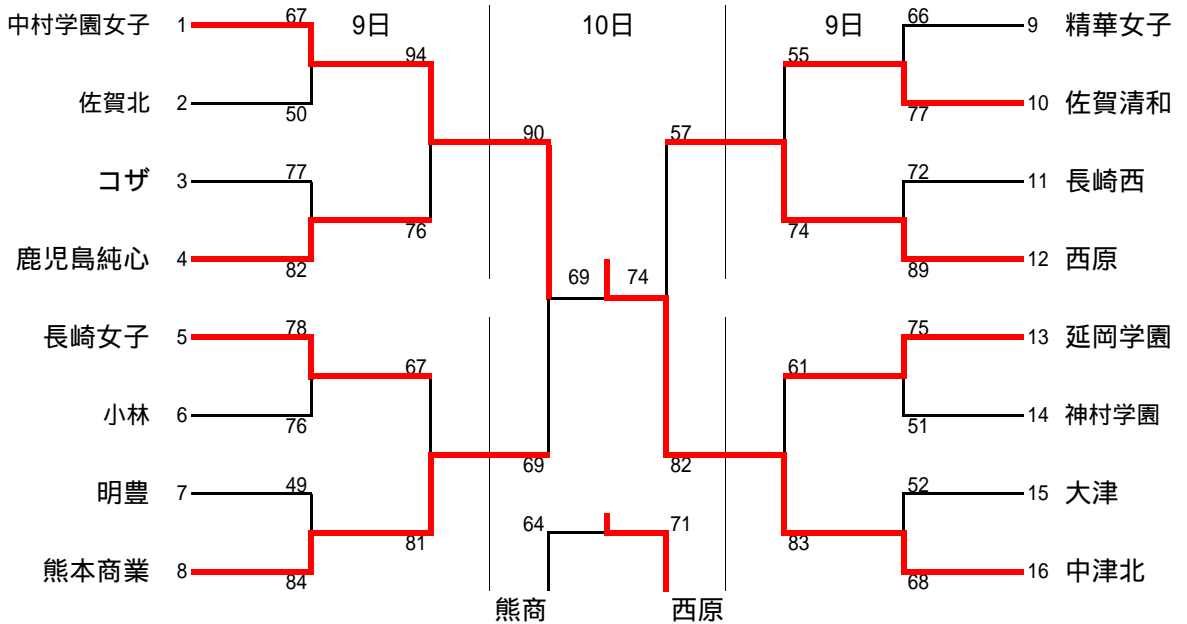 9日 10日 9日
中村学園女子 1 67
94
佐賀北 2 50
90
コザ 3 77
76
鹿児島純心 4 82
69 74
長崎女子 5 78
67
小林 6 76
69
明豊 7 49
81
熊本商業 8 84
66 9 精華女子
55
77 10 佐賀清和
57
72 11 長崎西
74
89 12 西原
75 13 延岡学園
61
51 14 神村学園
82
52 15 大津
83
68 16 中津北
64 71
熊商 西原